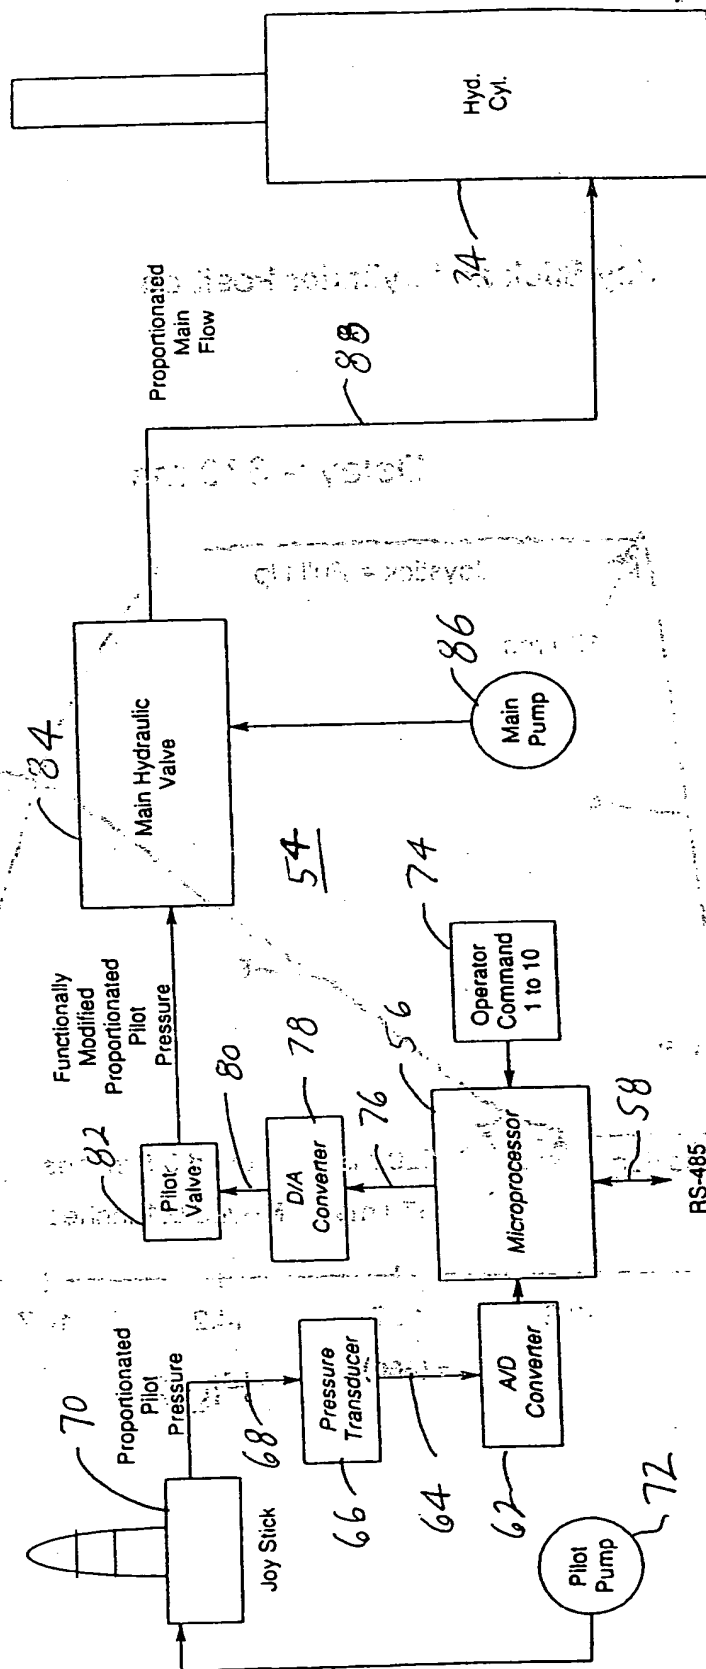 70
Joy Stick
Proportionated
Pilot
Pressure
68
Pressure
Transducer
66
64
A/D
Converter
62
Pilot
Pump
72
82
Pilot
Valve
80
D/A
Converter
78
76
Microprocessor
56
58
RS-485
Operator
Command
1 to 10
74
Functionally
Modified
Proportionated
Pilot
Pressure
54
84
Main Hydraulic
Valve
Main
Pump
86
Proportionated
Main
Flow
88
Hyd.
Cyl.
34